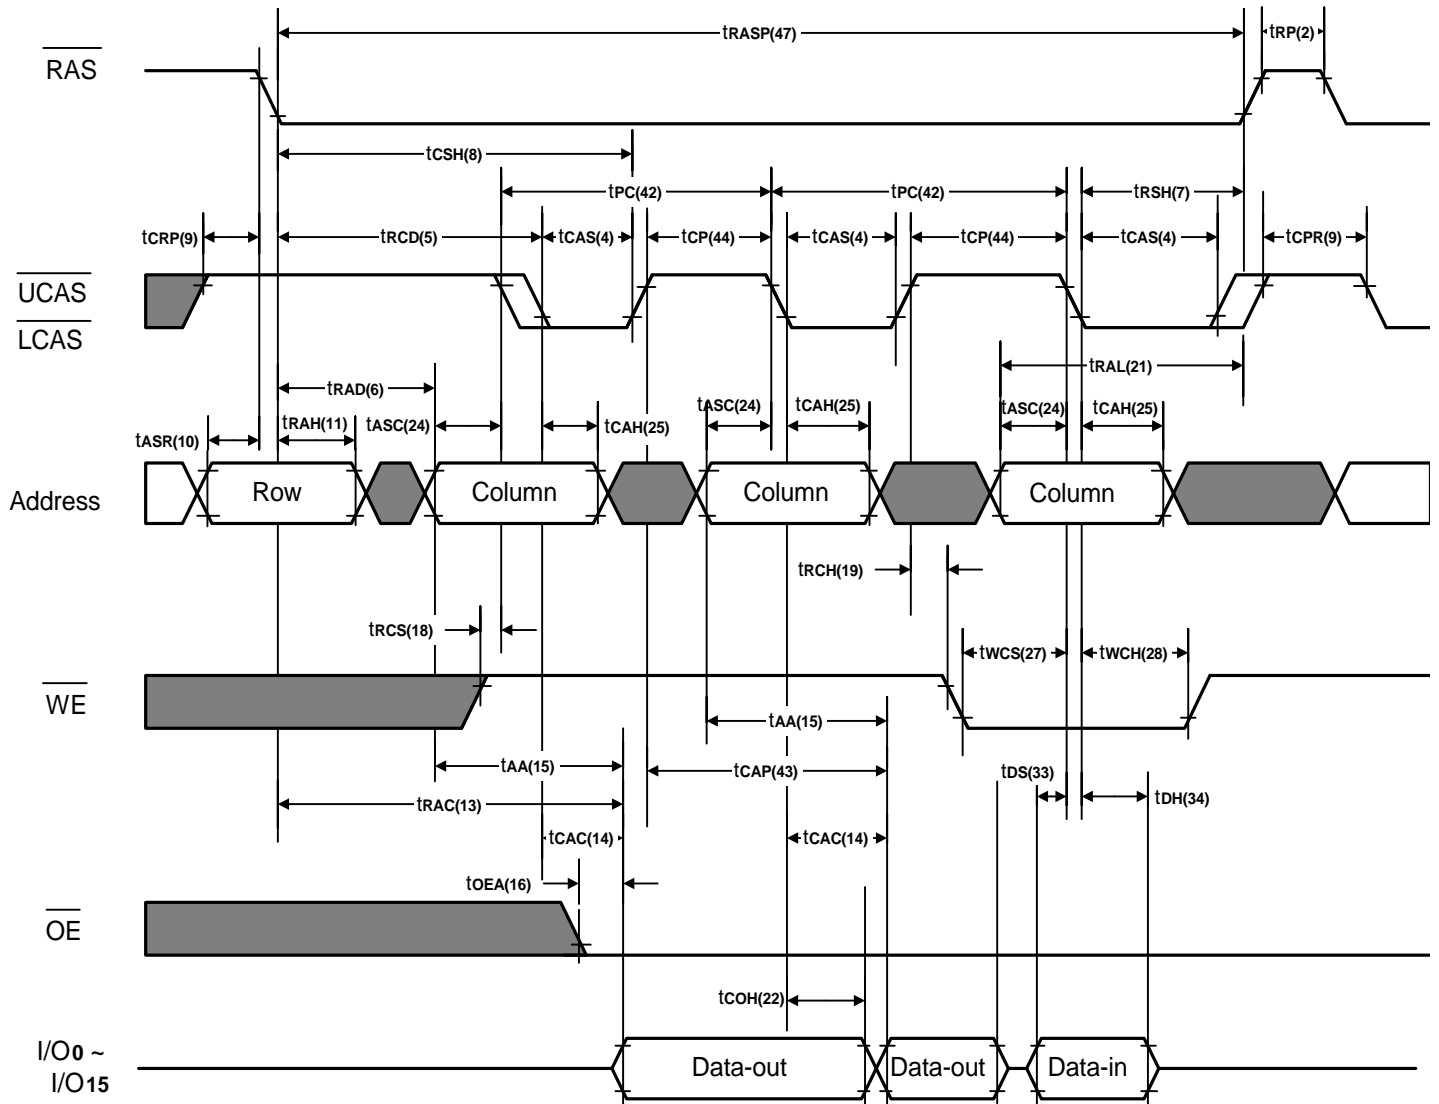 tRASP(47)
tRP(2)
RAS
tCSH(8)
tPC(42)
tPC(42)
tRSH(7)
tCRP(9)
tRCD(5)
tCAS(4)
tCP(44)
tCAS(4)
tCP(44)
tCAS(4)
tCPR(9)
UCAS
LCAS
tRAL(21)
tRAD(6)
tASR(10)
tRAH(11)
tASC(24)
tCAH(25)
tASC(24)
tCAH(25)
tASC(24)
tCAH(25)
Address
Row
Column
Column
Column
tRCH(19)
tRCS(18)
tWCS(27)
tWCH(28)
WE
tAA(15)
tAA(15)
tCAP(43)
tDS(33)
tDH(34)
tRAC(13)
tCAC(14)
tCAC(14)
tOEA(16)
OE
tCOH(22)
I/O0 ~
I/O15
Data-out
Data-out
Data-in